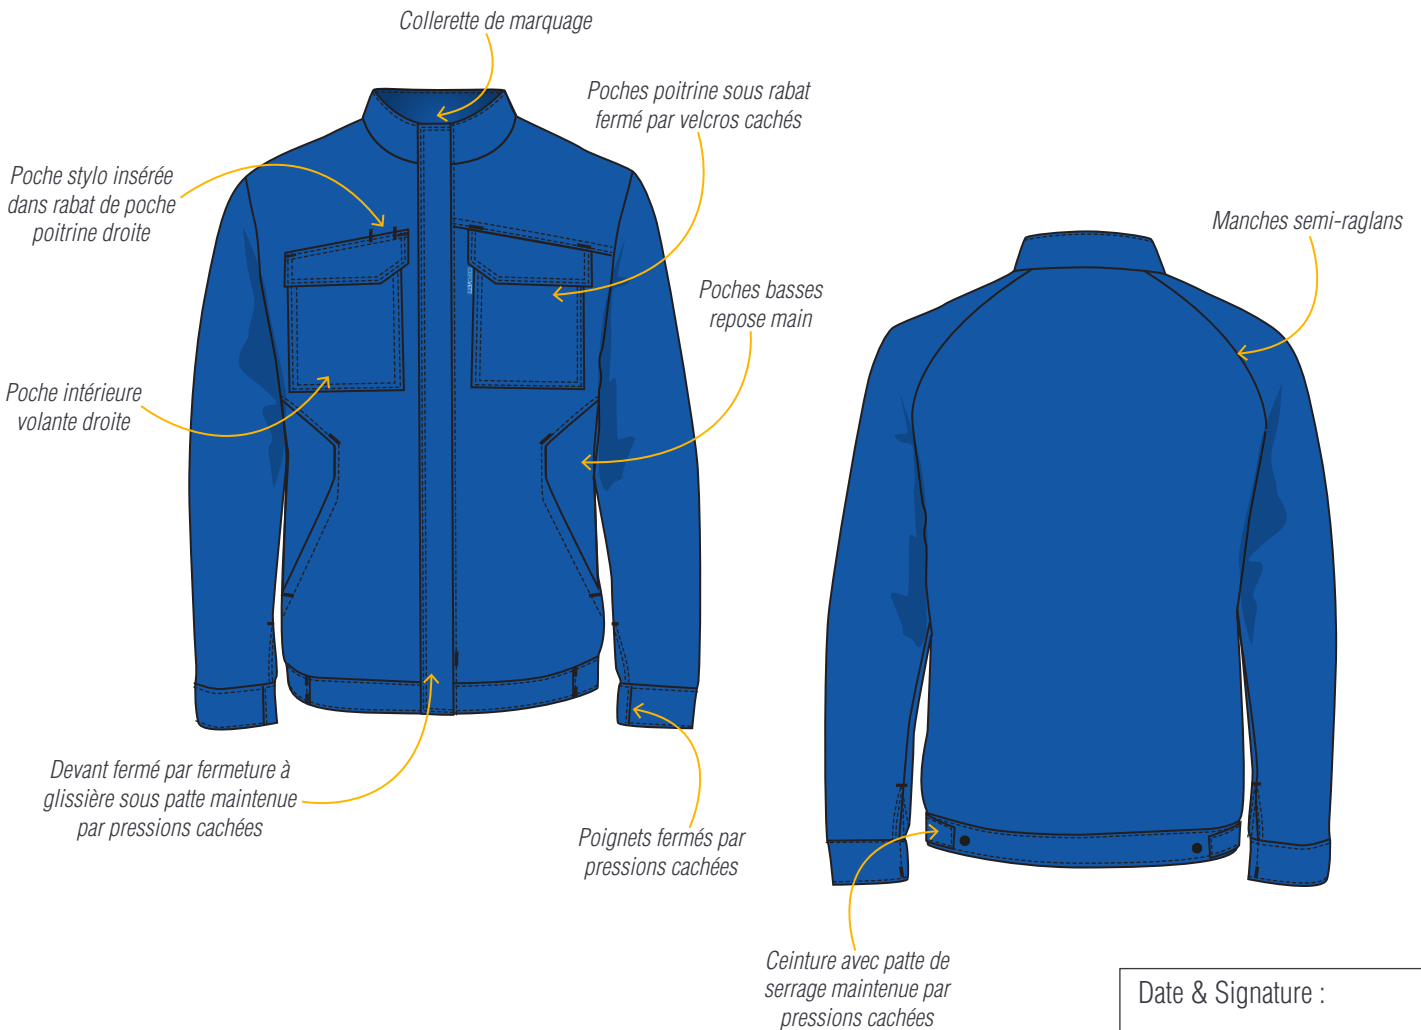 Collerette de marquage
Poches poitrine sous rabat
fermé par velcros cachés
Poche stylo insérée
dans rabat de poche
poitrine droite
Manches semi-raglans
Poches basses
repose main
Poche intérieure
volante droite
Devant fermé par fermeture à
glissière sous patte maintenue
par pressions cachées
Poignets fermés par
pressions cachées
Ceinture avec patte de
serrage maintenue par
pressions cachées
Date & Signature :